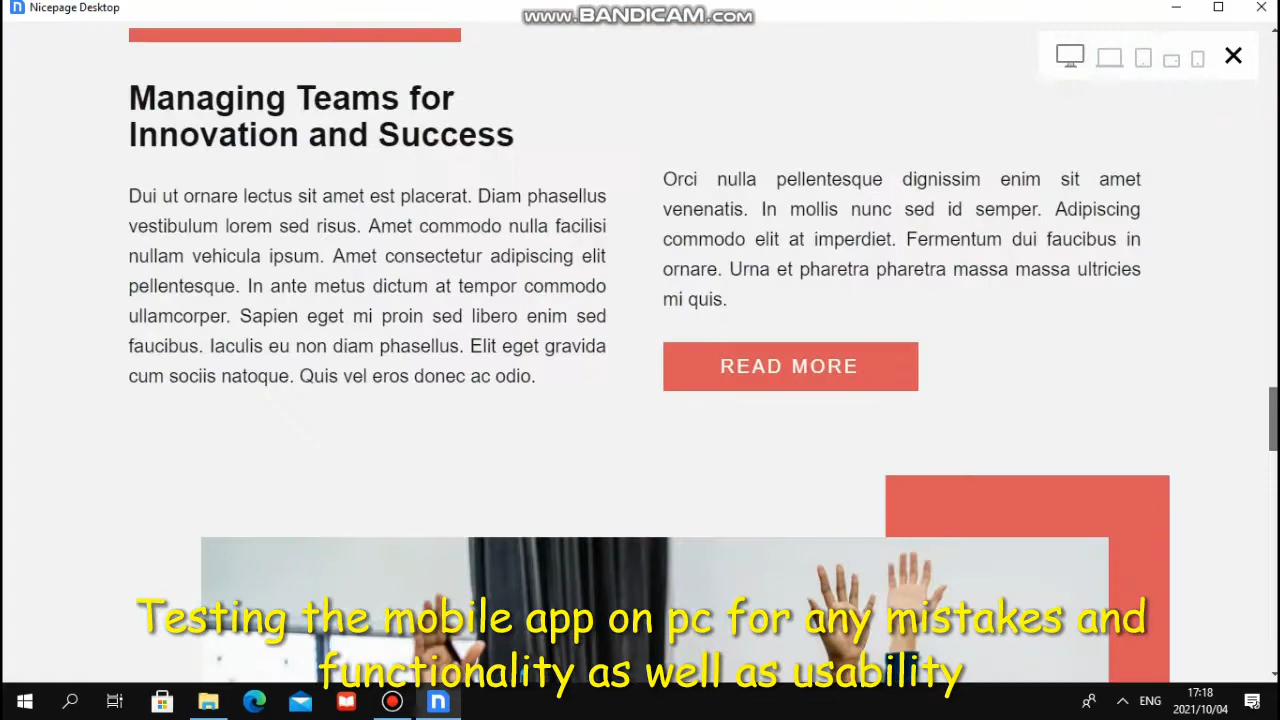 Nicepage Desktop
www.BANDICAM.com
Managing Teams for
Innovation and Success
Dui ut ornare lectus sit amet est placerat. Diam phasellus
vestibulum lorem sed risus. Amet commodo nulla facilisi
nullam vehicula ipsum. Amet consectetur adipiscing elit
pellentesque. In ante metus dictum at tempor commodo
ullamcorper. Sapien eget mi proin sed libero enim sed
faucibus. Iaculis eu non diam phasellus. Elit eget gravida
cum sociis natoque. Quis vel eros donec ac odio.
Orci nulla pellentesque dignissim enim sit amet
venenatis. In mollis nunc sed id semper. Adipiscing
commodo elit at imperdiet. Fermentum dui faucibus in
ornare. Urna et pharetra pharetra massa massa ultricies
mi quis.
READ MORE
Testing the mobile app on pc for any mistakes and
functionality as well as usability
ENG
17:18
2021/10/04